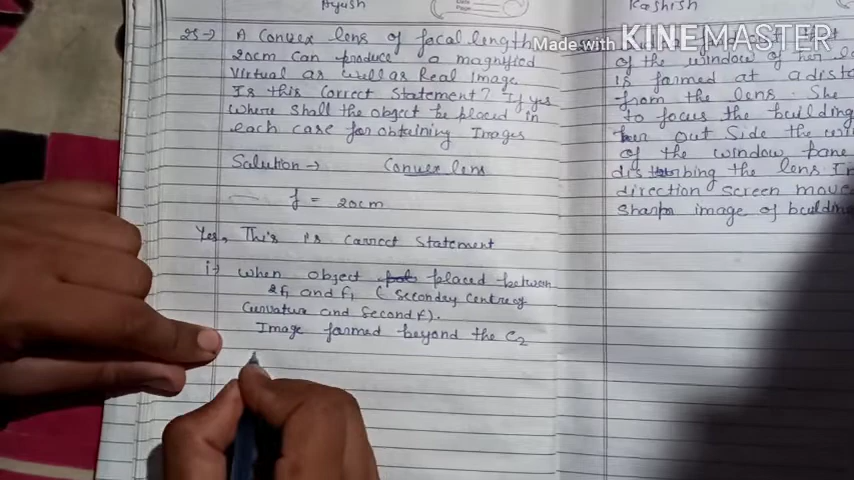 Ayush
Date
Page
Kashish
Made with KINEMASTER
25→ A Convex lens of focal length
20cm can produce a magnified
Virtual as well as Real Image
Is this Correct Statement? If yes
Where shall the object be placed in
each case for obtaining Images
Solution → Convex lens
f = 20cm
Yes, This is correct Statement
i→ when object placed between
2F₁ and F₁ ( Secondary Centre of
Curvature and Second F).
Image formed beyond the C₂
of the window of her
is formed at a dista
from the lens. She
to focus the building
out Side the
of the window pane
the lens In
direction screen move
Sharp image of building